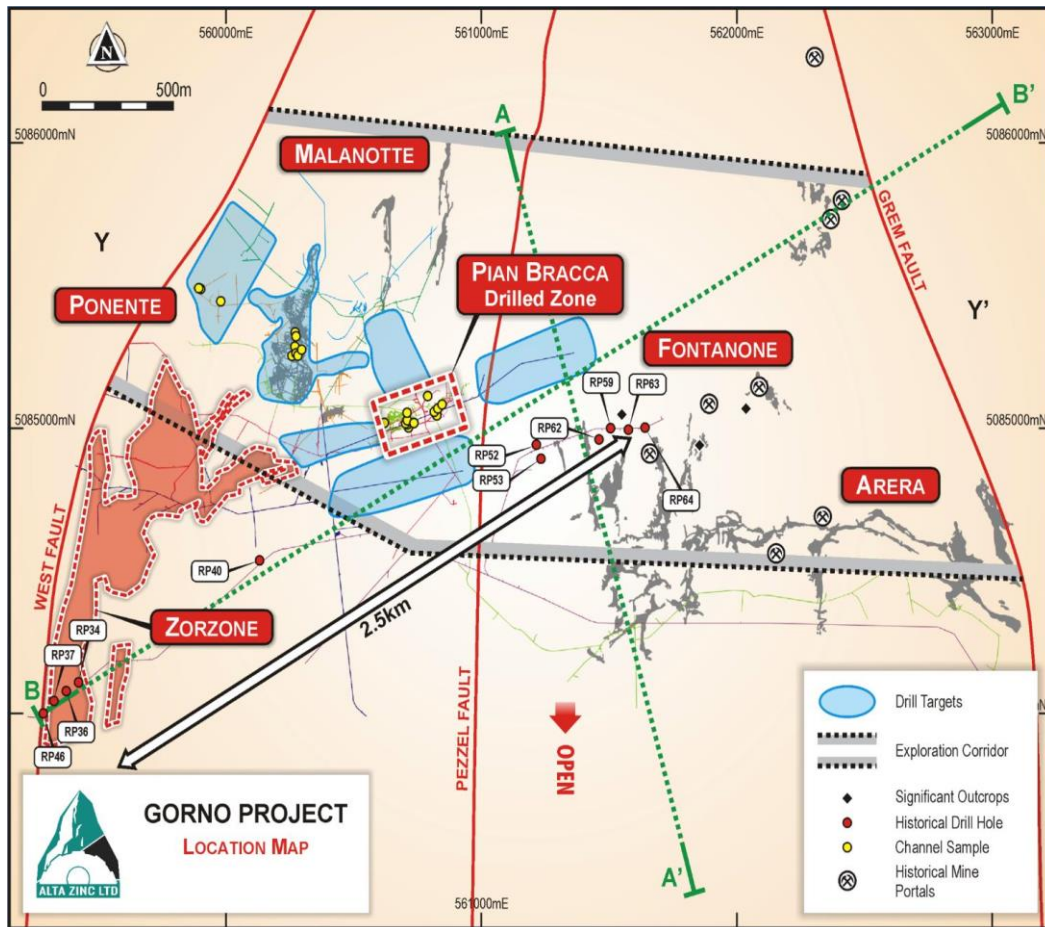 560000mE
561000mE
562000mE
563000mE
N
0
500m
A
B'
5086000mN
5086000mN
MALANOTTE
GREM FAULT
Y
PIAN BRACCA
Drilled Zone
PONENTE
Y'
FONTANONE
RP59
RP63
5085000mN
5085000mN
RP62
RP52
RP53
RP64
ARERA
WEST FAULT
RP40
2.5km
ZORZONE
RP34
RP37
B
RP36
RP46
PEZZEL FAULT
OPEN
Drill Targets
Exploration Corridor
Significant Outcrops
Historical Drill Hole
Channel Sample
Historical Mine
Portals
GORNO PROJECT
LOCATION MAP
ALTA ZINC LTD
A'
560000mE
561000mE
562000mE